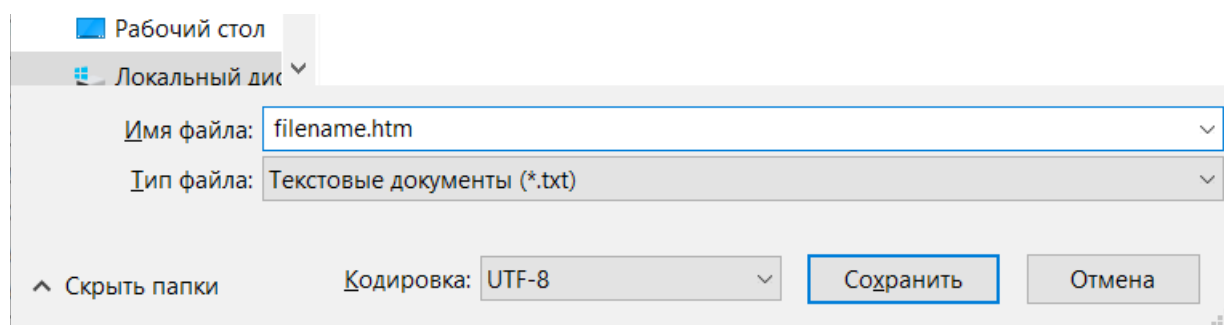 Рабочий стол
Локальный дис
Имя файла: filename.htm
Тип файла: Текстовые документы (*.txt)
Скрыть папки Кодировка: UTF-8 Сохранить Отмена